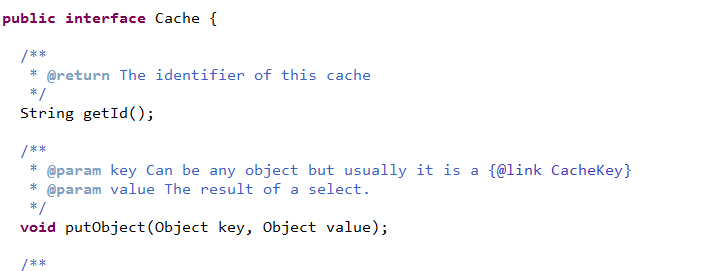 public interface Cache {
/**
* @return The identifier of this cache
*/
String getId();
/**
* @param key Can be any object but usually it is a {@link CacheKey}
* @param value The result of a select.
*/
void putObject(Object key, Object value);
/**